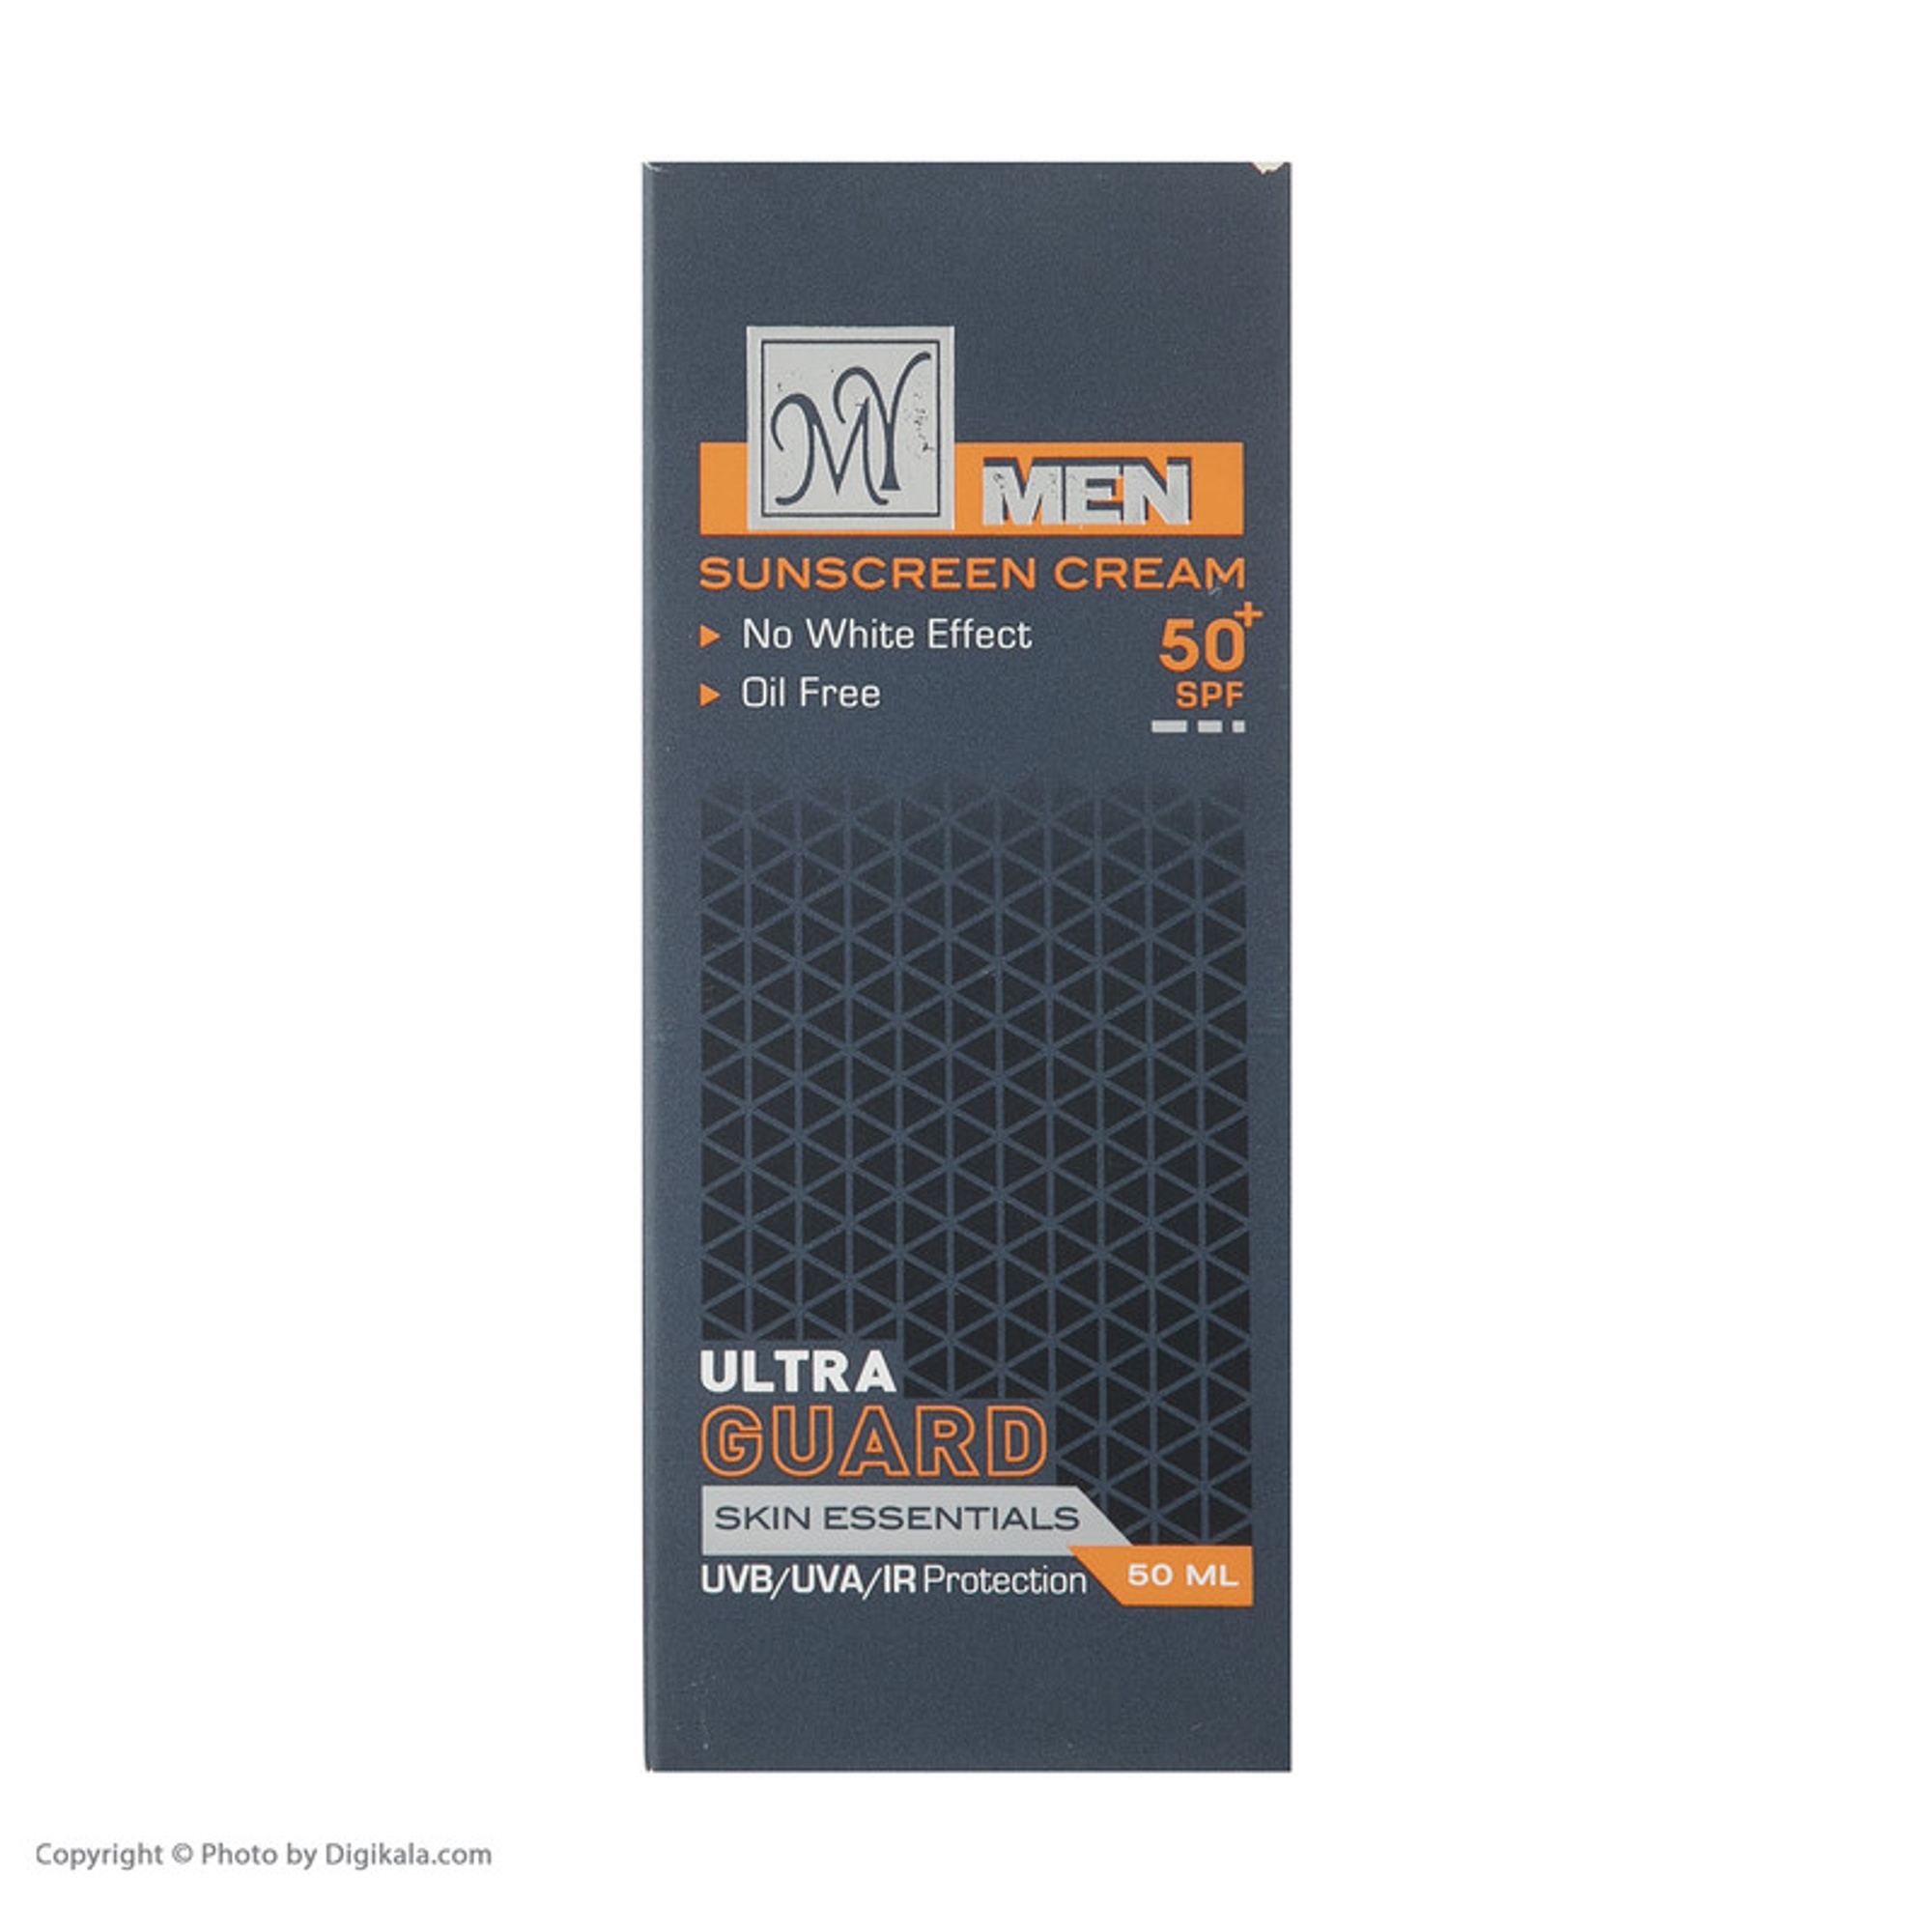 MY
MEN
SUNSCREEN CREAM
▸ No White Effect
50+
▸ Oil Free
SPF
ULTRA
GUARD
SKIN ESSENTIALS
UVB/UVA/IR Protection
50 ML
Copyright © Photo by Digikala.com